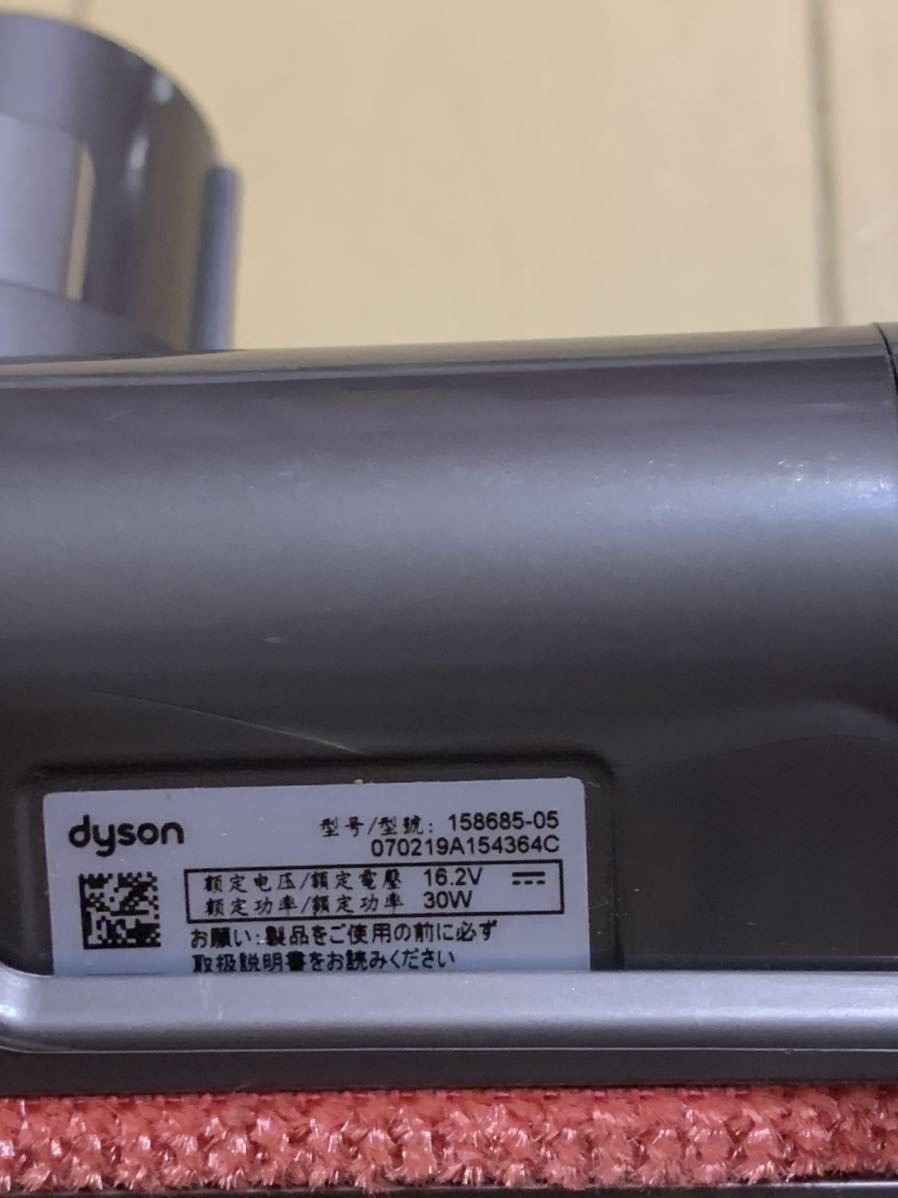 dyson
型号/型號: 158685-05
070219A154364C
额定电压/額定電壓 16.2V ⎓
额定功率/額定功率 30W
お願い:製品をご使用の前に必ず
取扱説明書をお読みください